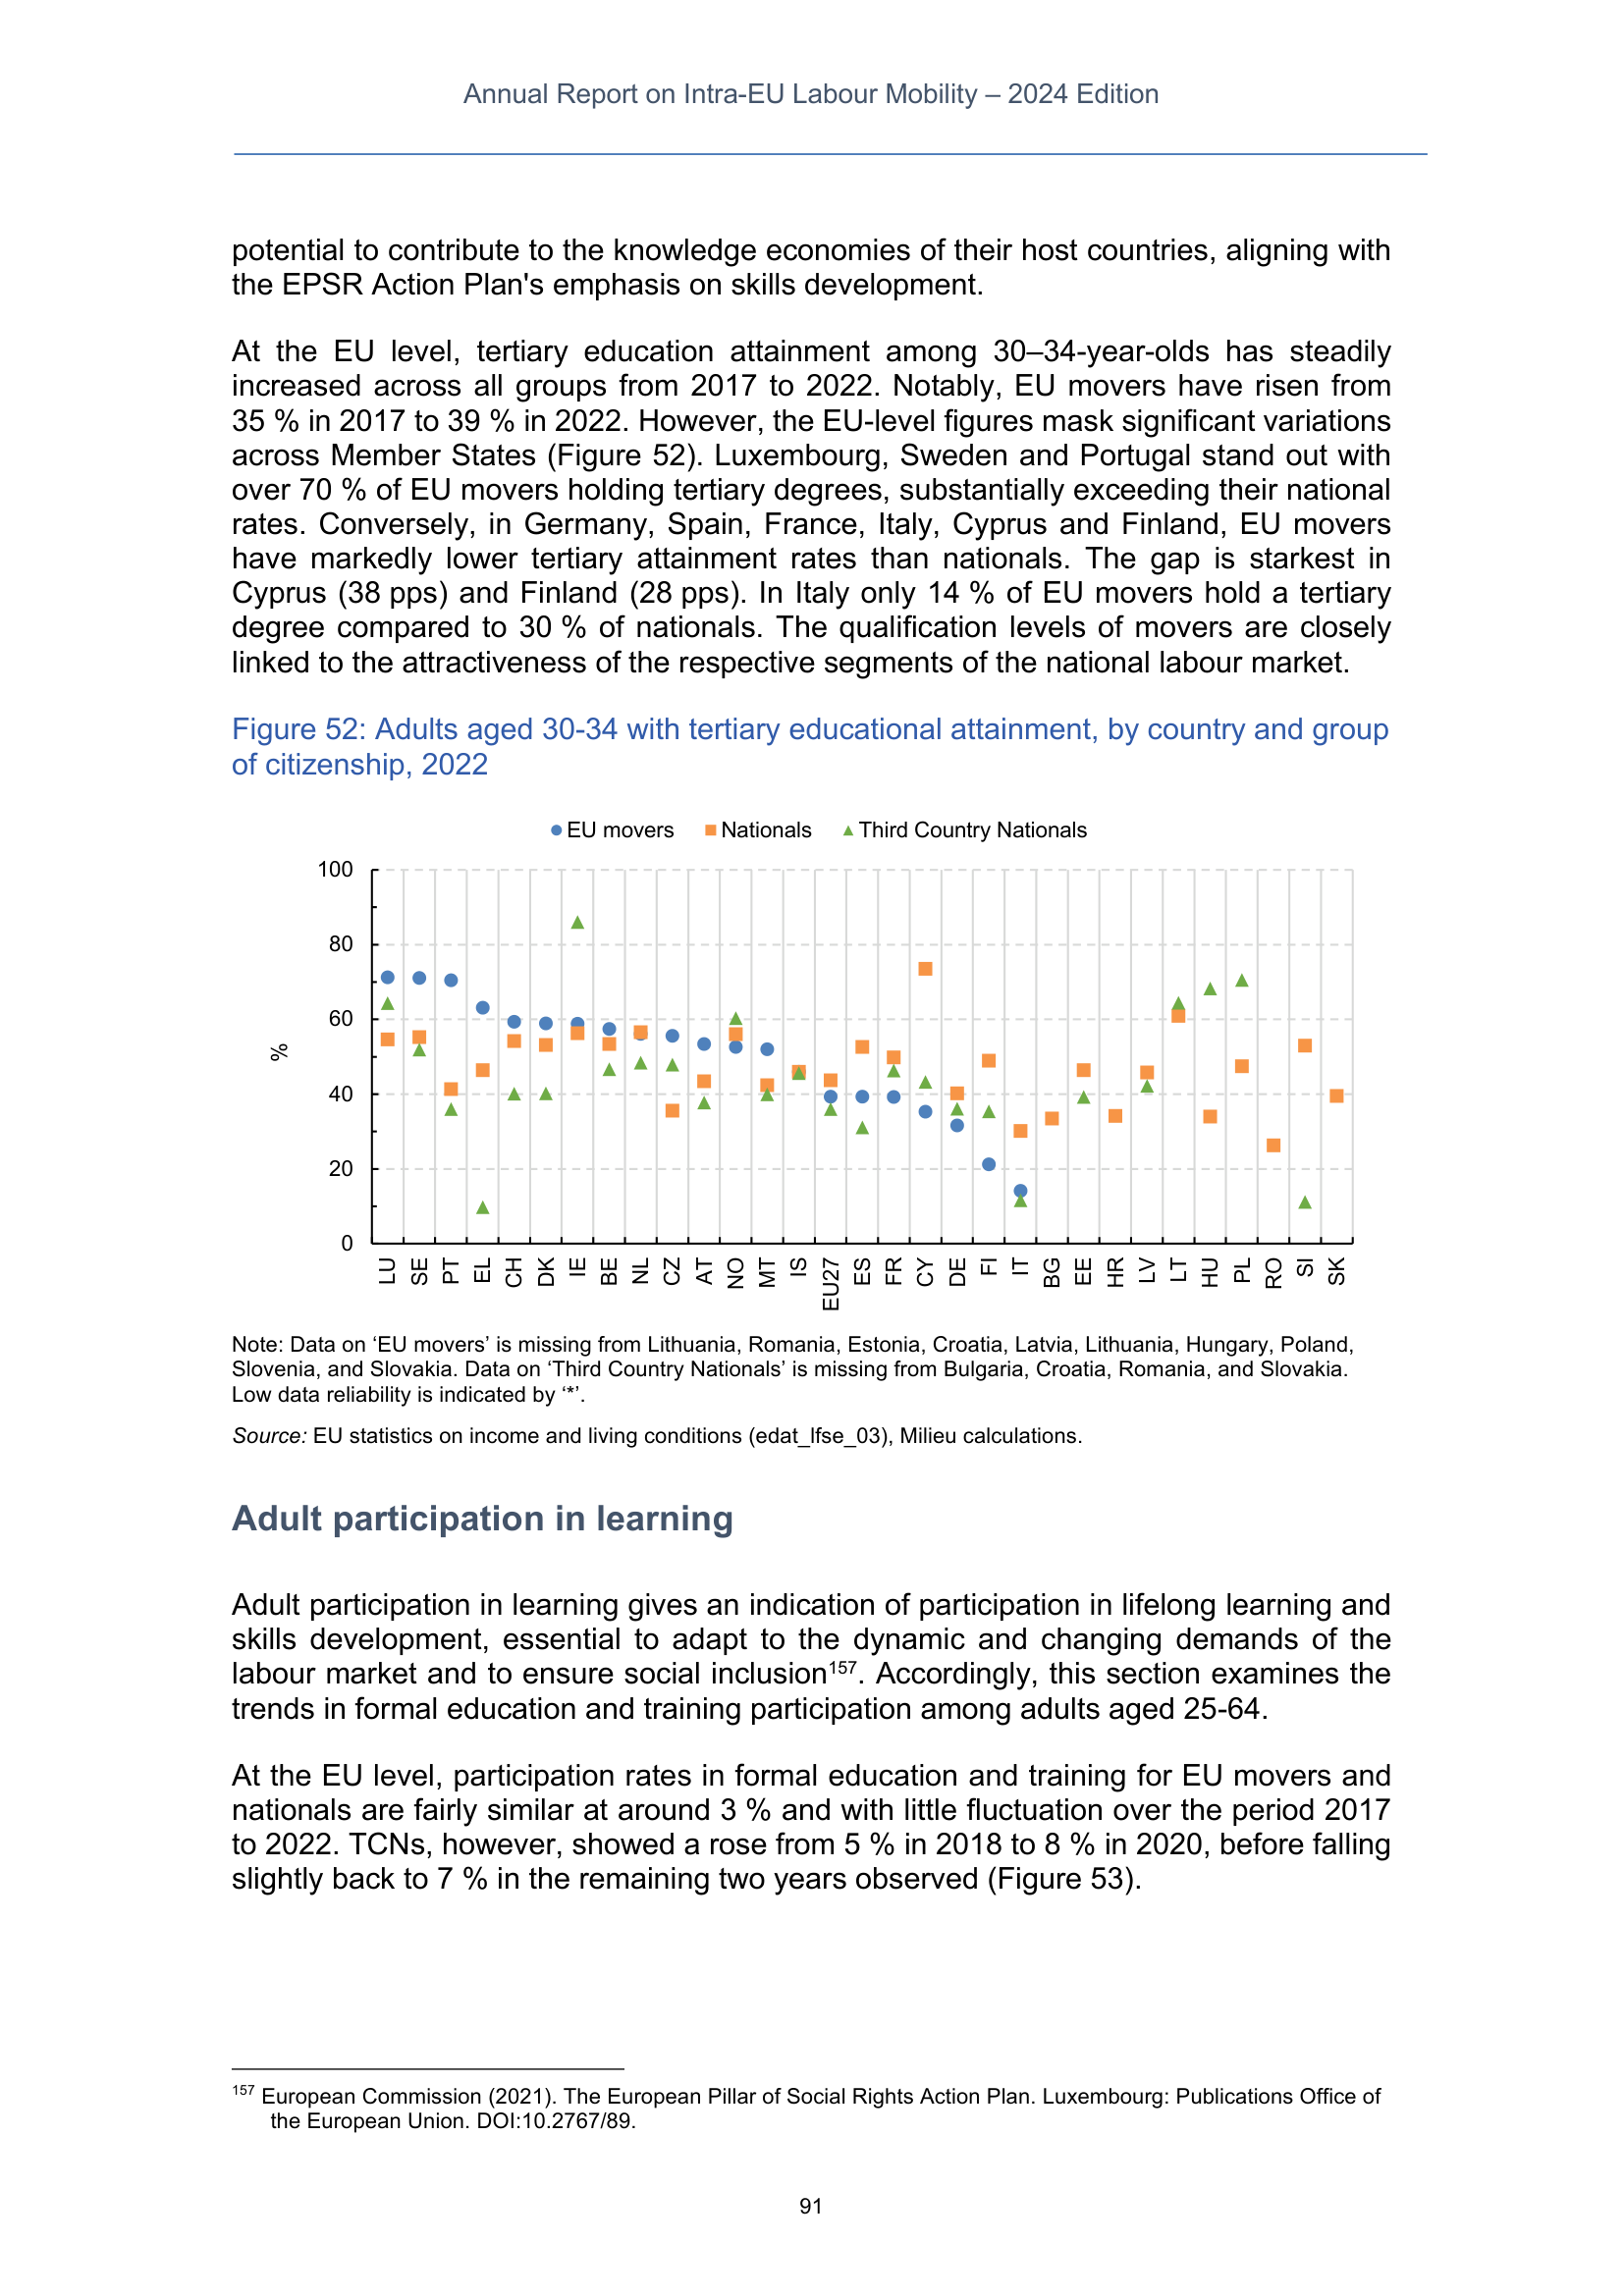 Annual Report on Intra-EU Labour Mobility – 2024 Edition
potential to contribute to the knowledge economies of their host countries, aligning with
the EPSR Action Plan's emphasis on skills development.
At the EU level, tertiary education attainment among 30–34-year-olds has steadily
increased across all groups from 2017 to 2022. Notably, EU movers have risen from
35 % in 2017 to 39 % in 2022. However, the EU-level figures mask significant variations
across Member States (Figure 52). Luxembourg, Sweden and Portugal stand out with
over 70 % of EU movers holding tertiary degrees, substantially exceeding their national
rates. Conversely, in Germany, Spain, France, Italy, Cyprus and Finland, EU movers
have markedly lower tertiary attainment rates than nationals. The gap is starkest in
Cyprus (38 pps) and Finland (28 pps). In Italy only 14 % of EU movers hold a tertiary
degree compared to 30 % of nationals. The qualification levels of movers are closely
linked to the attractiveness of the respective segments of the national labour market.
Figure 52: Adults aged 30-34 with tertiary educational attainment, by country and group
of citizenship, 2022
EU movers Nationals Third Country Nationals
100
80
60
40
20
0
%
LU SE PT EL CH DK IE BE NL CZ AT NO MT IS EU27 ES FR CY DE FI IT BG EE HR LV LT HU PL RO SI SK
Note: Data on ‘EU movers’ is missing from Lithuania, Romania, Estonia, Croatia, Latvia, Lithuania, Hungary, Poland,
Slovenia, and Slovakia. Data on ‘Third Country Nationals’ is missing from Bulgaria, Croatia, Romania, and Slovakia.
Low data reliability is indicated by ‘*’.
Source: EU statistics on income and living conditions (edat_lfse_03), Milieu calculations.
Adult participation in learning
Adult participation in learning gives an indication of participation in lifelong learning and
skills development, essential to adapt to the dynamic and changing demands of the
labour market and to ensure social inclusion157. Accordingly, this section examines the
trends in formal education and training participation among adults aged 25-64.
At the EU level, participation rates in formal education and training for EU movers and
nationals are fairly similar at around 3 % and with little fluctuation over the period 2017
to 2022. TCNs, however, showed a rose from 5 % in 2018 to 8 % in 2020, before falling
slightly back to 7 % in the remaining two years observed (Figure 53).
157 European Commission (2021). The European Pillar of Social Rights Action Plan. Luxembourg: Publications Office of
the European Union. DOI:10.2767/89.
91